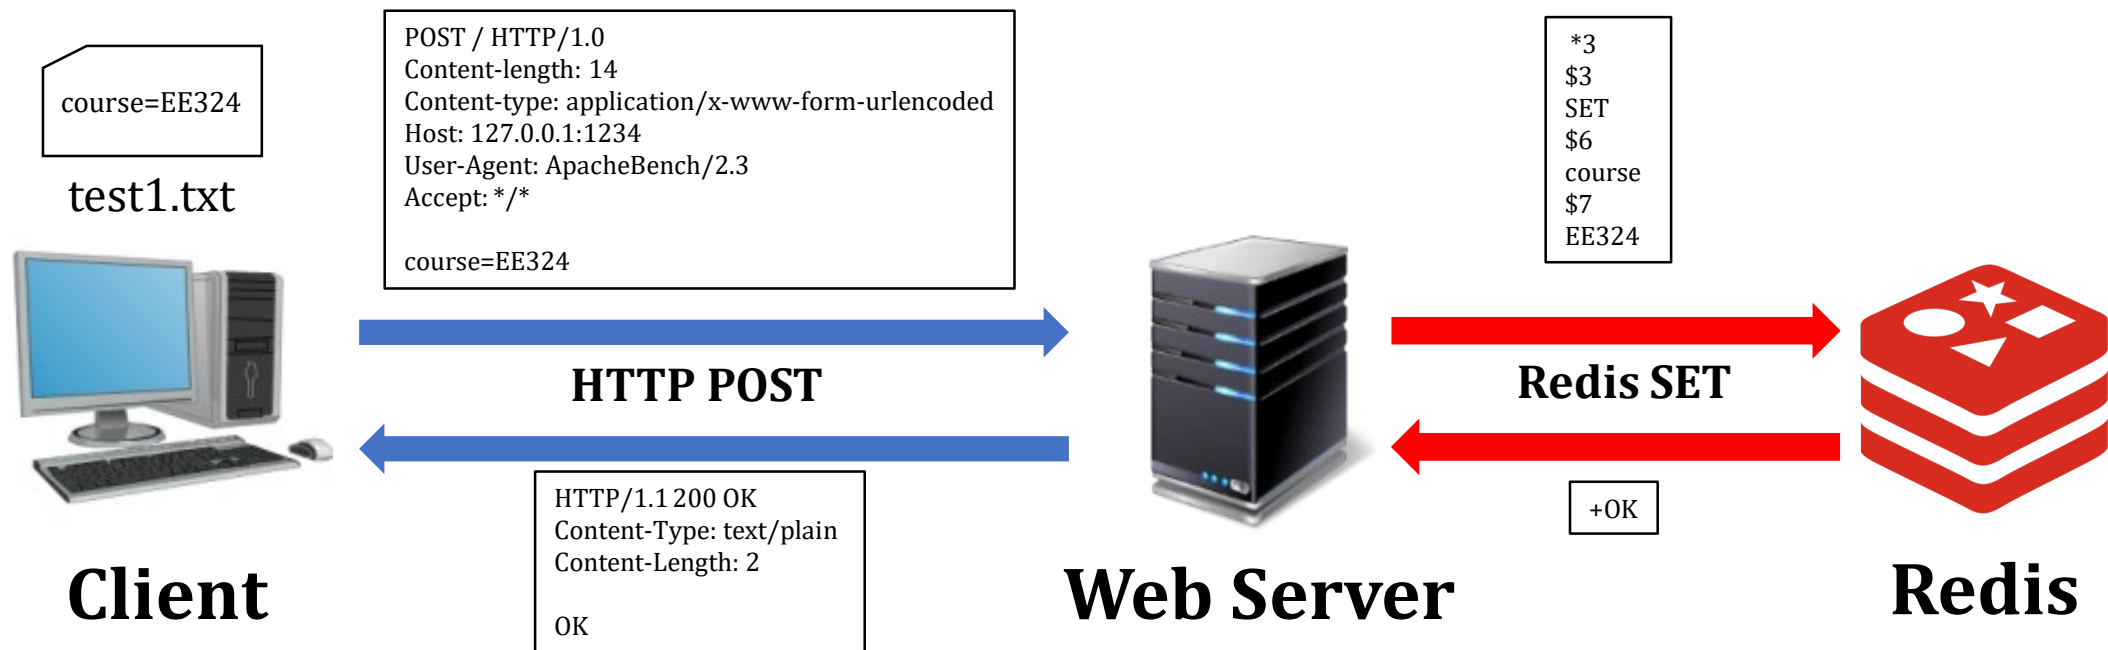 course=EE324
test1.txt
Client
POST / HTTP/1.0
Content-length: 14
Content-type: application/x-www-form-urlencoded
Host: 127.0.0.1:1234
User-Agent: ApacheBench/2.3
Accept: */*
course=EE324
HTTP POST
HTTP/1.1 200 OK
Content-Type: text/plain
Content-Length: 2
OK
Web Server
*3
$3
SET
$6
course
$7
EE324
Redis SET
+OK
Redis